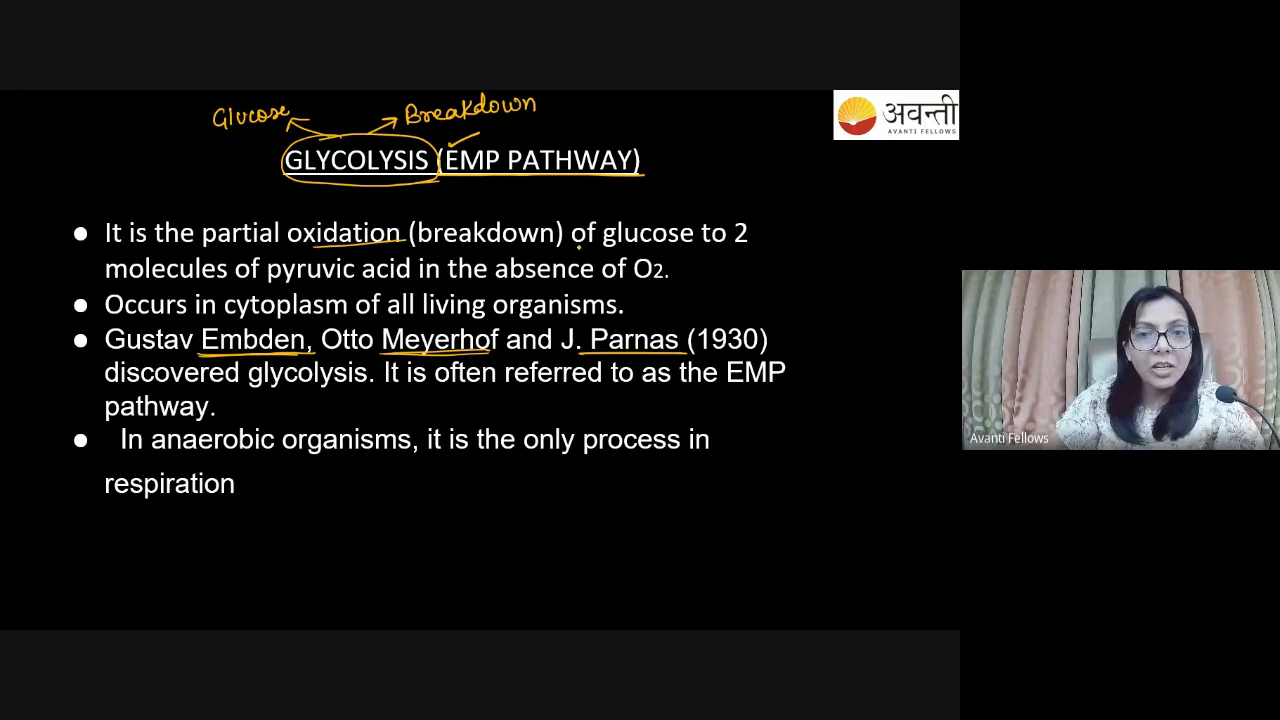 Glucose
Breakdown
GLYCOLYSIS (EMP PATHWAY)
अवन्ती
AVANTI FELLOWS
● It is the partial oxidation (breakdown) of glucose to 2
molecules of pyruvic acid in the absence of O2.
● Occurs in cytoplasm of all living organisms.
● Gustav Embden, Otto Meyerhof and J. Parnas (1930)
discovered glycolysis. It is often referred to as the EMP
pathway.
● In anaerobic organisms, it is the only process in
respiration
Avanti Fellows